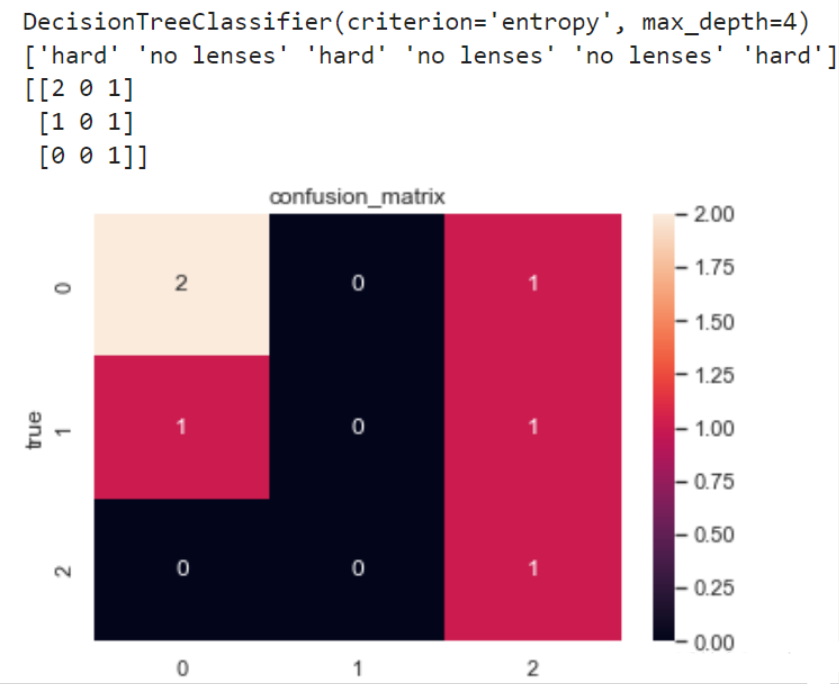 DecisionTreeClassifier(criterion='entropy', max_depth=4)
['hard' 'no lenses' 'hard' 'no lenses' 'no lenses' 'hard']
[[2 0 1]
[1 0 1]
[0 0 1]]
confusion_matrix
2.00
0 2 0 1
1.75
1.50
1.25
true 1 1 0 1
1.00
0.75
0.50
2 0 0 1
0.25
0.00
0 1 2